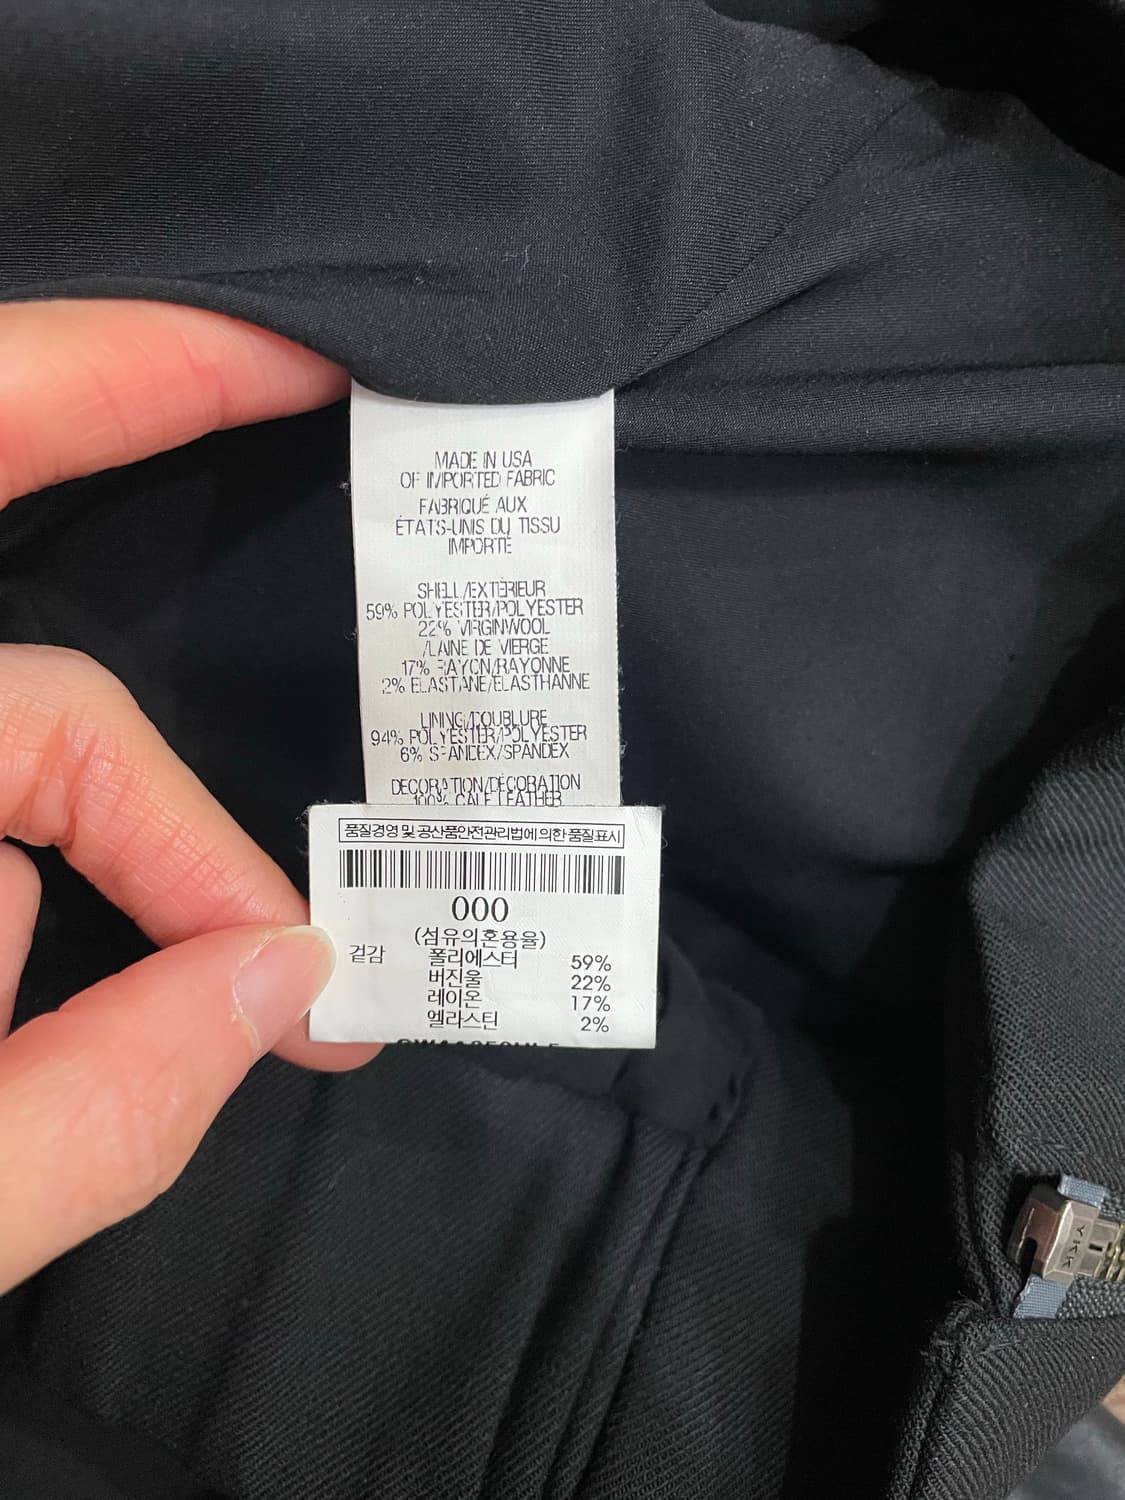 MADE IN USA
OF IMPORTED FABRIC
FABRIQUÉ AUX
ÉTATS-UNIS DU TISSU
IMPORTÉ
SHELL/EXTÉRIEUR
59% POLYESTER/POLYESTER
22% VIRGINWOOL
/LAINE DE VIERGE
17% RAYON/RAYONNE
2% ELASTANE/ÉLASTHANNE
LINING/DOUBLURE
94% POLYESTER/POLYESTER
6% SPANDEX/SPANDEX
DECORATION/DÉCORATION
100% CALF LEATHER
품질경영 및 공산품안전관리법에 의한 품질표시
000
(섬유의혼용율)
겉감 폴리에스터 59%
버진울 22%
레이온 17%
엘라스틴 2%
YKK